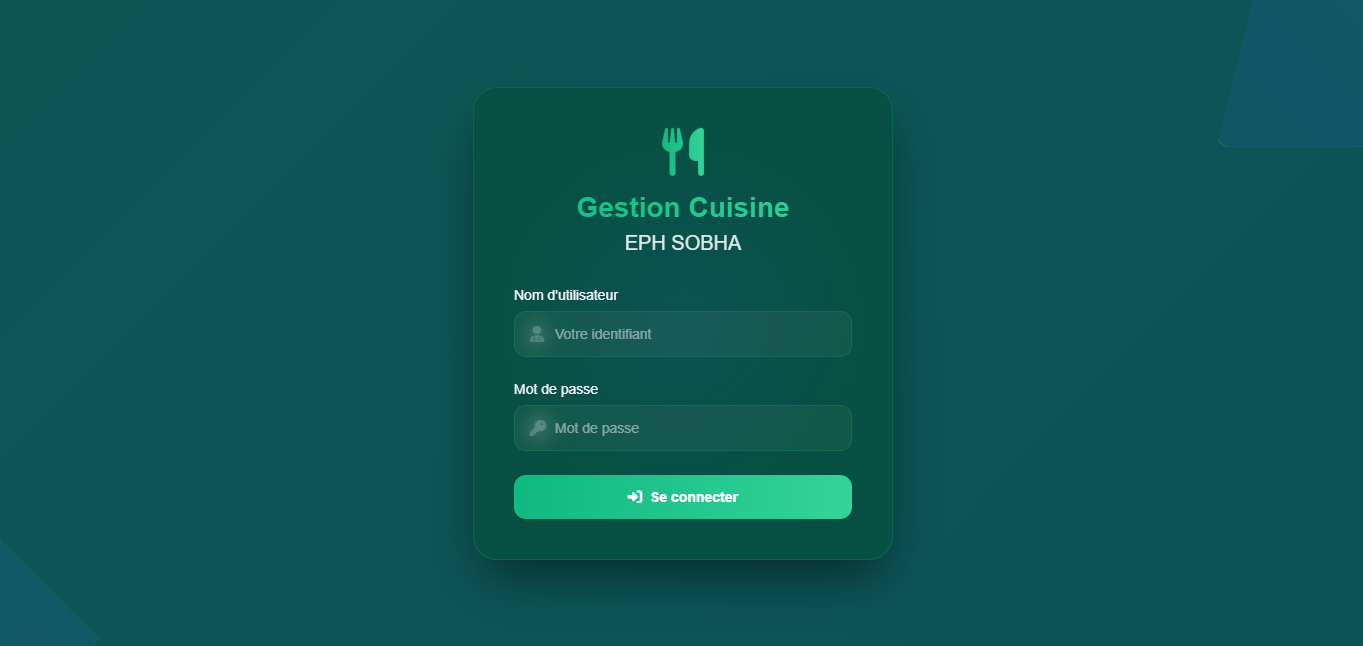 Gestion Cuisine
EPH SOBHA
Nom d'utilisateur
Votre identifiant
Mot de passe
Mot de passe
Se connecter